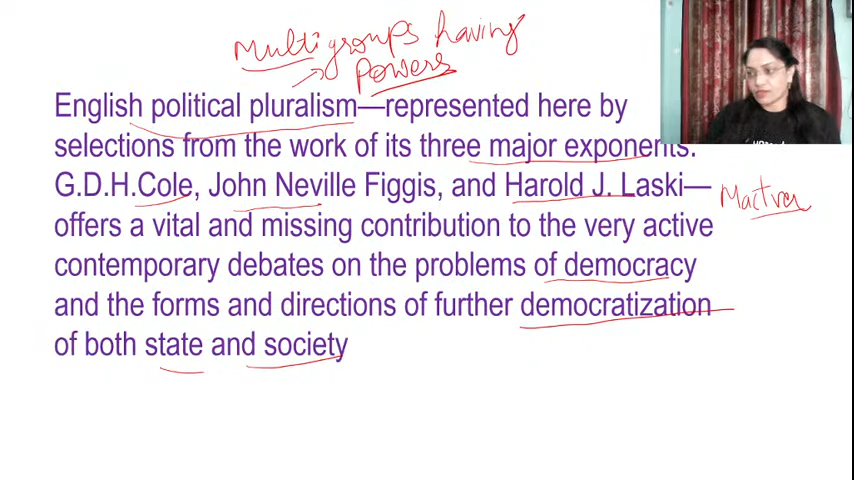 Multigroups having
Powers
English political pluralism—represented here by
selections from the work of its three major exponents.
G.D.H.Cole, John Neville Figgis, and Harold J. Laski—
MacIver
offers a vital and missing contribution to the very active
contemporary debates on the problems of democracy
and the forms and directions of further democratization
of both state and society